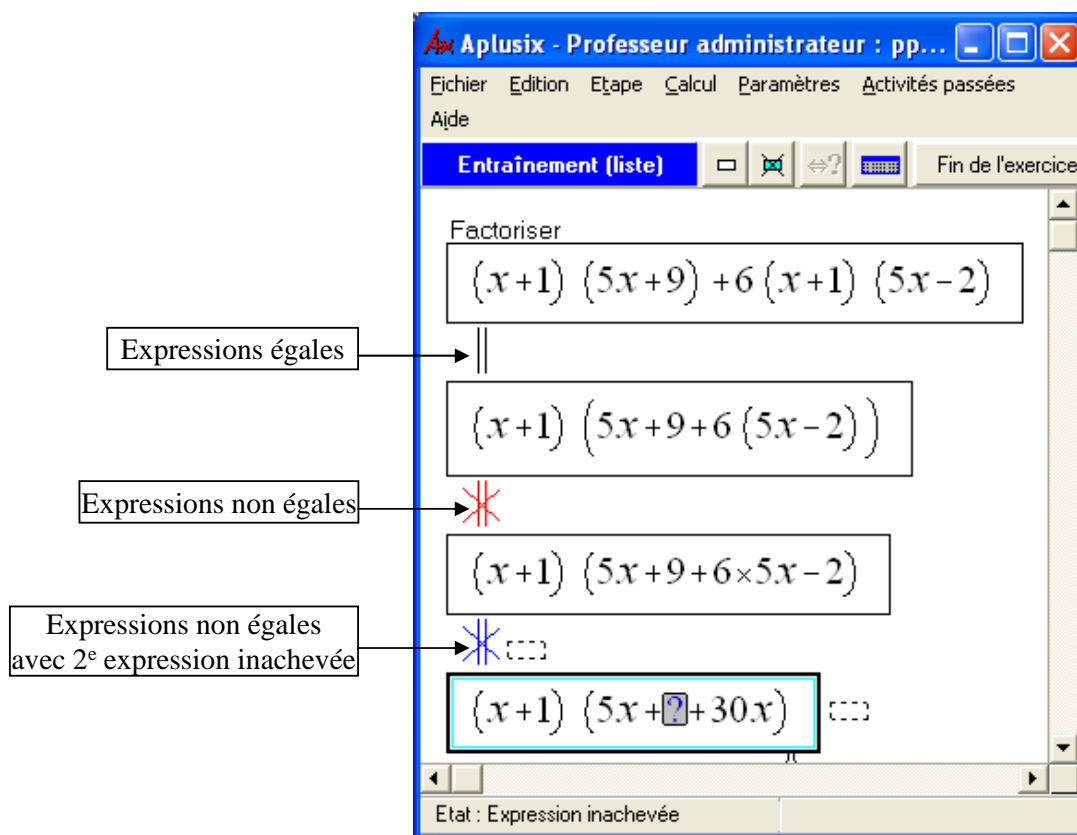 Aplusix - Professeur administrateur : pp...
Fichier Edition Etape Calcul Paramètres Activités passées
Aide
Entraînement (liste) ⇔? Fin de l'exercice
Factoriser
(x+1) (5x+9) +6 (x+1) (5x-2)
Expressions égales
(x+1) (5x+9+6 (5x-2))
Expressions non égales
(x+1) (5x+9+6×5x-2)
Expressions non égales
avec 2e expression inachevée
(x+1) (5x+?+30x)
Etat : Expression inachevée